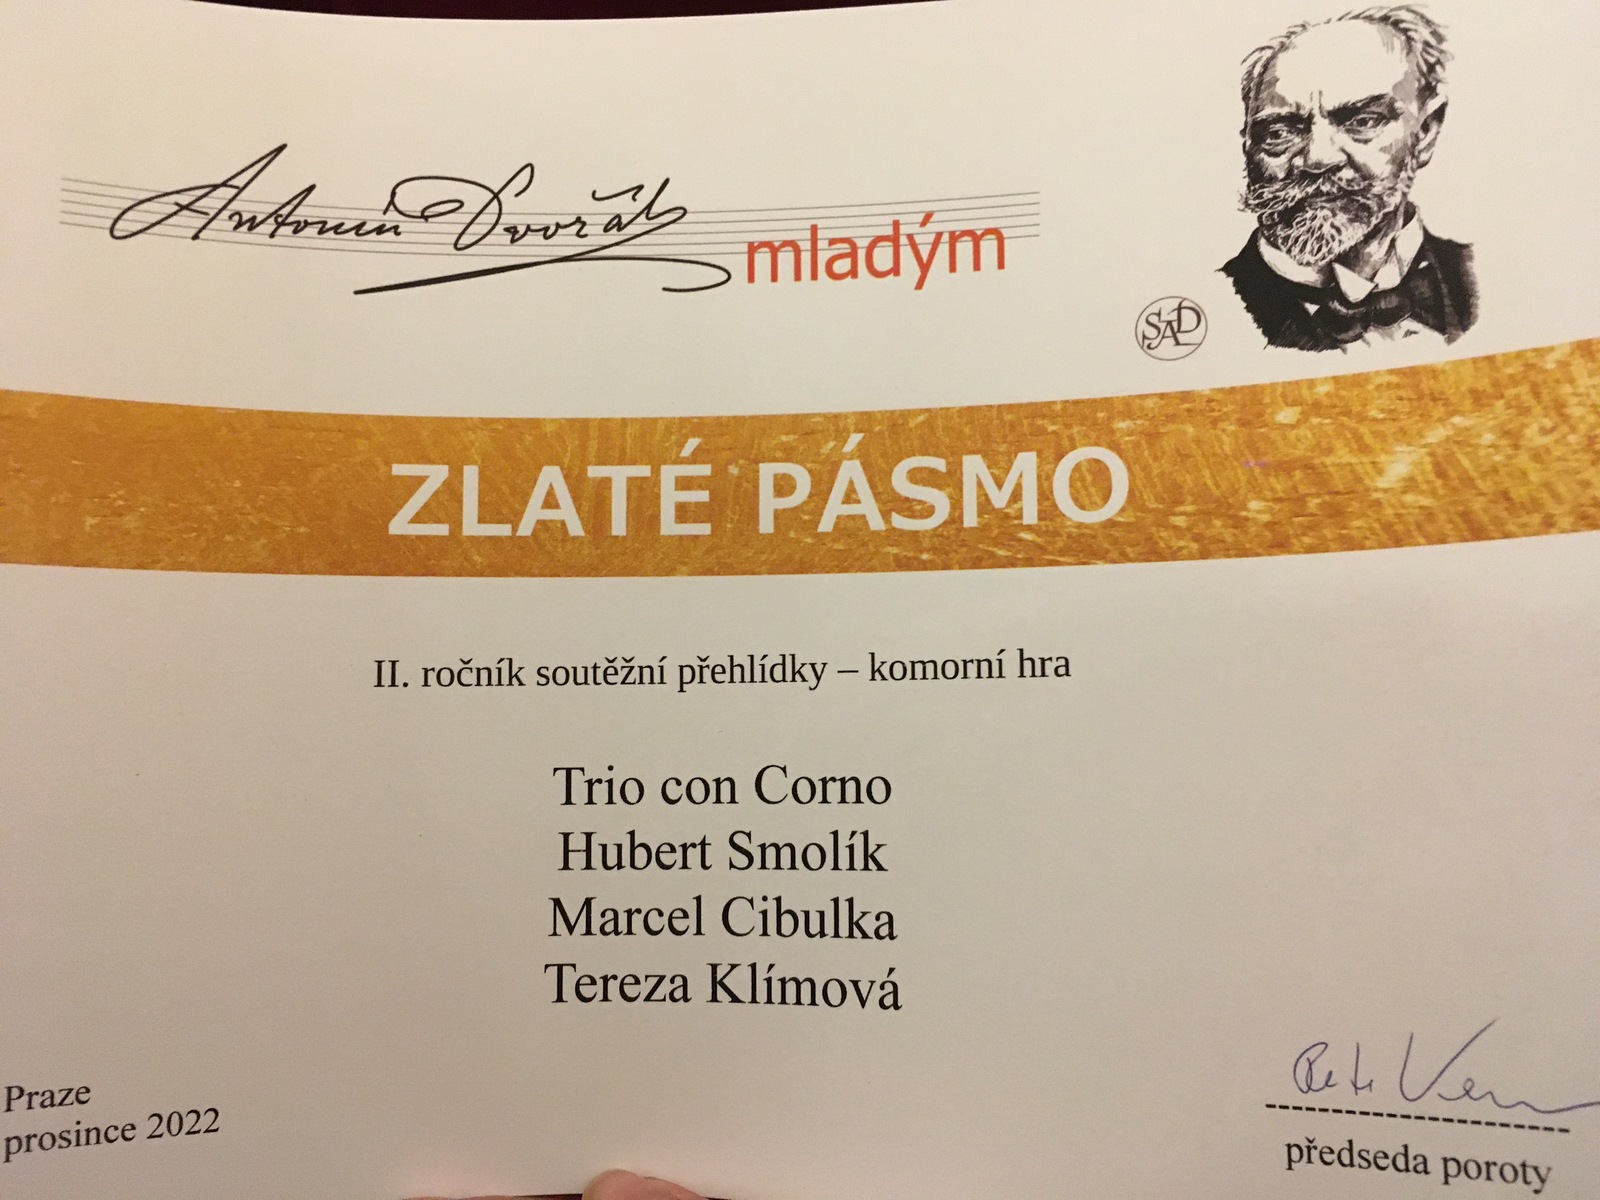 Antonín Dvořák mladým
SAD
ZLATÉ PÁSMO
II. ročník soutěžní přehlídky – komorní hra
Trio con Corno
Hubert Smolík
Marcel Cibulka
Tereza Klímová
Praze
prosince 2022
předseda poroty